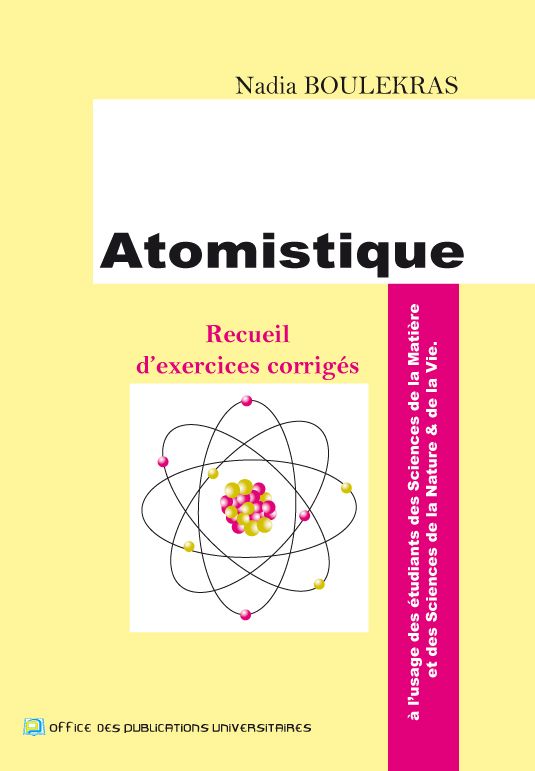 Nadia BOULEKRAS
Atomistique
Recueil
d'exercices corrigés
à l'usage des étudiants des Sciences de la Matière
et des Sciences de la Nature & de la Vie.
OFFICE DES PUBLICATIONS UNIVERSITAIRES